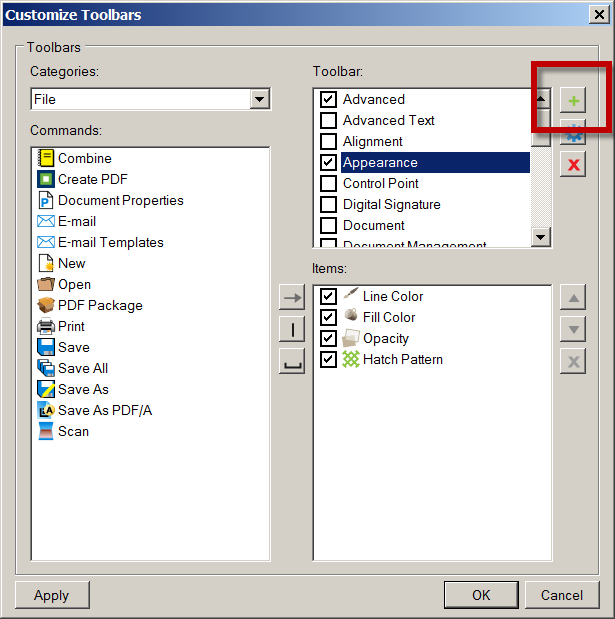 Customize Toolbars
Toolbars
Categories:
File
Commands:
Combine
Create PDF
Document Properties
E-mail
E-mail Templates
New
Open
PDF Package
Print
Save
Save All
Save As
Save As PDF/A
Scan
Toolbar:
Advanced
Advanced Text
Alignment
Appearance
Control Point
Digital Signature
Document
Document Management
Items:
Line Color
Fill Color
Opacity
Hatch Pattern
Apply
OK
Cancel